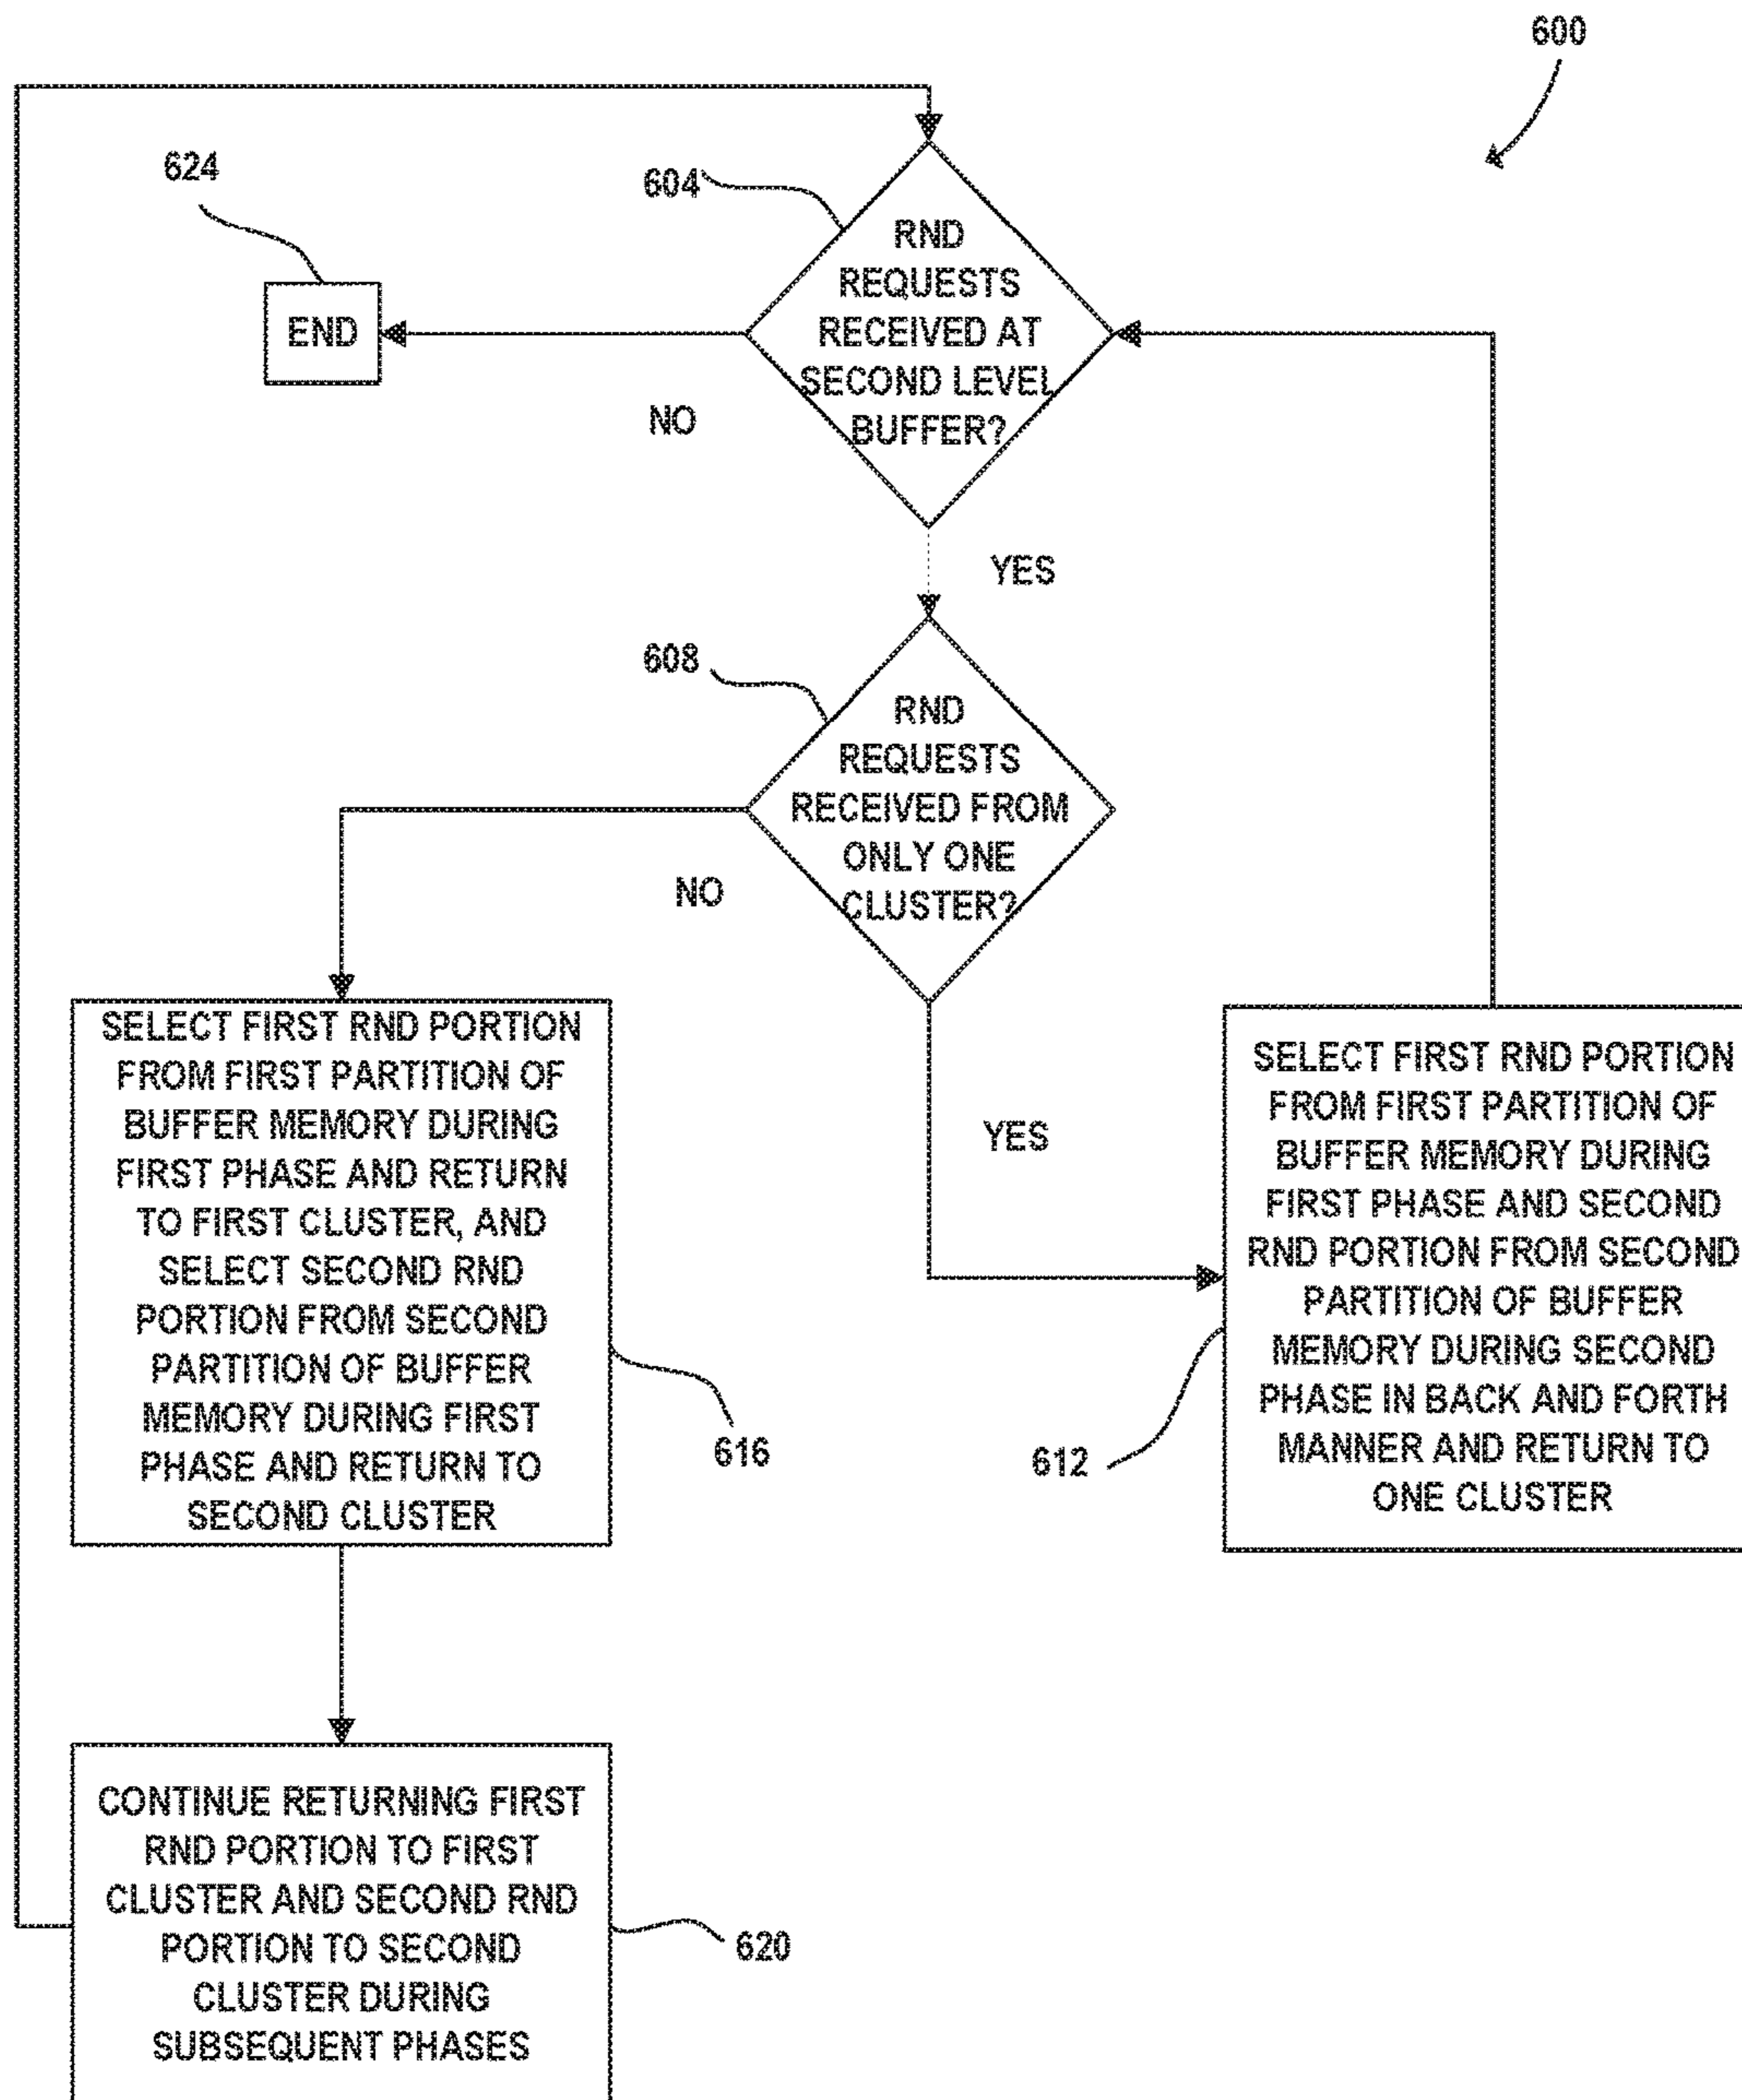 600
624
604
RND
REQUESTS
RECEIVED AT
SECOND LEVEL
BUFFER?
END
NO
YES
608
RND
REQUESTS
RECEIVED FROM
ONLY ONE
CLUSTER?
NO
YES
SELECT FIRST RND PORTION
FROM FIRST PARTITION OF
BUFFER MEMORY DURING
FIRST PHASE AND RETURN
TO FIRST CLUSTER, AND
SELECT SECOND RND
PORTION FROM SECOND
PARTITION OF BUFFER
MEMORY DURING FIRST
PHASE AND RETURN TO
SECOND CLUSTER
616
SELECT FIRST RND PORTION
FROM FIRST PARTITION OF
BUFFER MEMORY DURING
FIRST PHASE AND SECOND
RND PORTION FROM SECOND
PARTITION OF BUFFER
MEMORY DURING SECOND
PHASE IN BACK AND FORTH
MANNER AND RETURN TO
ONE CLUSTER
612
CONTINUE RETURNING FIRST
RND PORTION TO FIRST
CLUSTER AND SECOND RND
PORTION TO SECOND
CLUSTER DURING
SUBSEQUENT PHASES
620